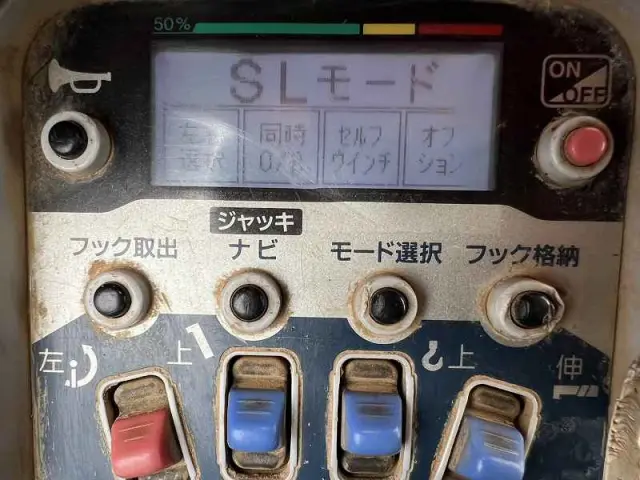 50%
ON
OFF
SLモード
左右 同時 セルフ オプ
選択 ウインチ ション
ジャッキ
フック取出 ナビ モード選択 フック格納
左 上 上 伸